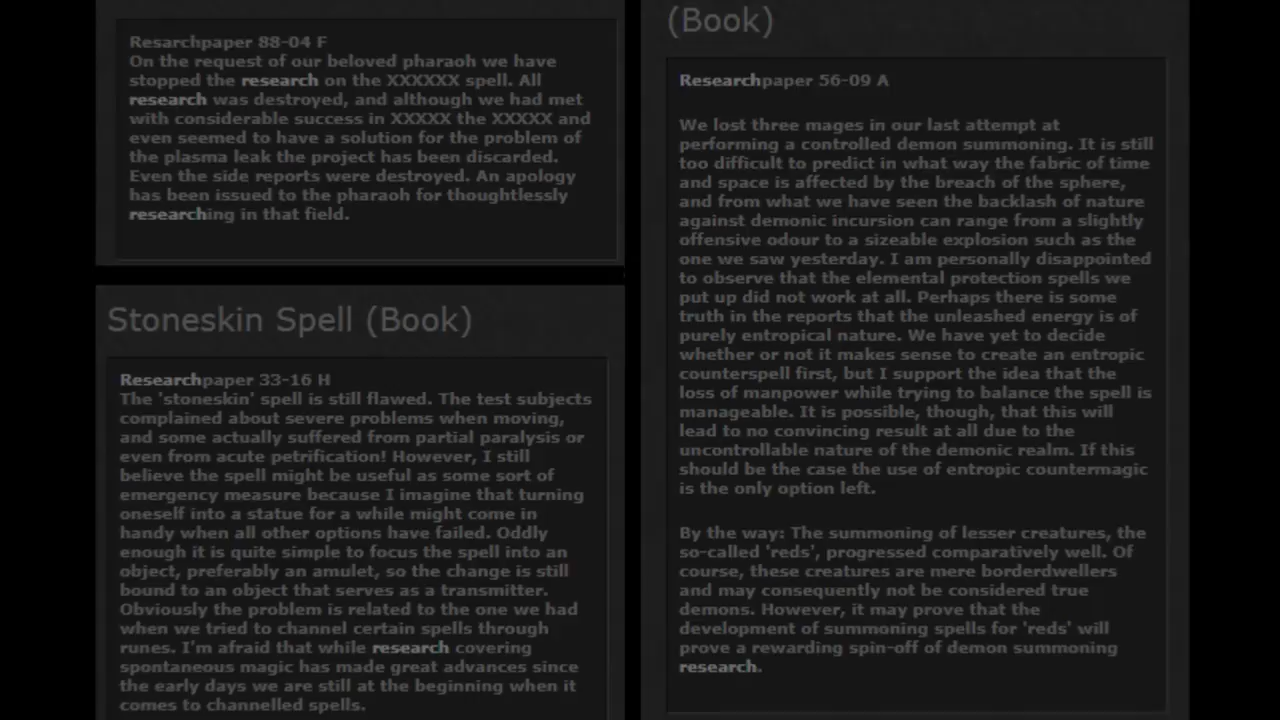 Resarchpaper 88-04 F
On the request of our beloved pharaoh we have
stopped the research on the XXXXXX spell. All
research was destroyed, and although we had met
with considerable success in XXXXX the XXXXX and
even seemed to have a solution for the problem of
the plasma leak the project has been discarded.
Even the side reports were destroyed. An apology
has been issued to the pharaoh for thoughtlessly
researching in that field.
Stoneskin Spell (Book)
Researchpaper 33-16 H
The 'stoneskin' spell is still flawed. The test subjects
complained about severe problems when moving,
and some actually suffered from partial paralysis or
even from acute petrification! However, I still
believe the spell might be useful as some sort of
emergency measure because I imagine that turning
oneself into a statue for a while might come in
handy when all other options have failed. Oddly
enough it is quite simple to focus the spell into an
object, preferably an amulet, so the change is still
bound to an object that serves as a transmitter.
Obviously the problem is related to the one we had
when we tried to channel certain spells through
runes. I'm afraid that while research covering
spontaneous magic has made great advances since
the early days we are still at the beginning when it
comes to channelled spells.
(Book)
Researchpaper 56-09 A
We lost three mages in our last attempt at
performing a controlled demon summoning. It is still
too difficult to predict in what way the fabric of time
and space is affected by the breach of the sphere,
and from what we have seen the backlash of nature
against demonic incursion can range from a slightly
offensive odour to a sizeable explosion such as the
one we saw yesterday. I am personally disappointed
to observe that the elemental protection spells we
put up did not work at all. Perhaps there is some
truth in the reports that the unleashed energy is of
purely entropical nature. We have yet to decide
whether or not it makes sense to create an entropic
counterspell first, but I support the idea that the
loss of manpower while trying to balance the spell is
manageable. It is possible, though, that this will
lead to no convincing result at all due to the
uncontrollable nature of the demonic realm. If this
should be the case the use of entropic countermagic
is the only option left.
By the way: The summoning of lesser creatures, the
so-called 'reds', progressed comparatively well. Of
course, these creatures are mere borderdwellers
and may consequently not be considered true
demons. However, it may prove that the
development of summoning spells for 'reds' will
prove a rewarding spin-off of demon summoning
research.